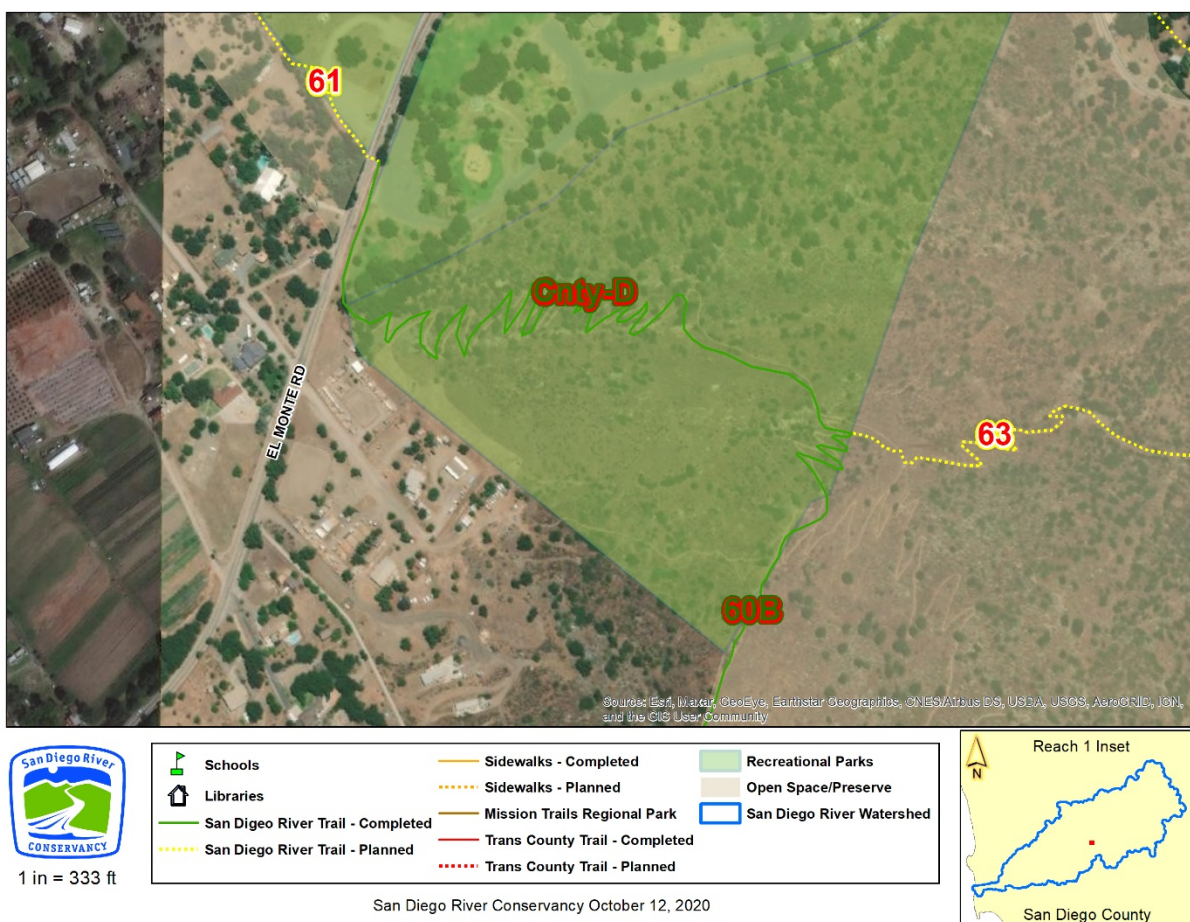 61
Cnty-D
EL MONTE RD
63
60B
Source: Esri, Maxar, GeoEye, Earthstar Geographics, CNES/Airbus DS, USDA, USGS, AeroGRID, IGN,
and the GIS User Community
San Diego River
CONSERVANCY
1 in = 333 ft
Schools
Libraries
San Digeo River Trail - Completed
San Diego River Trail - Planned
Sidewalks - Completed
Sidewalks - Planned
Mission Trails Regional Park
Trans County Trail - Completed
Trans County Trail - Planned
Recreational Parks
Open Space/Preserve
San Diego River Watershed
Reach 1 Inset
N
San Diego County
San Diego River Conservancy October 12, 2020